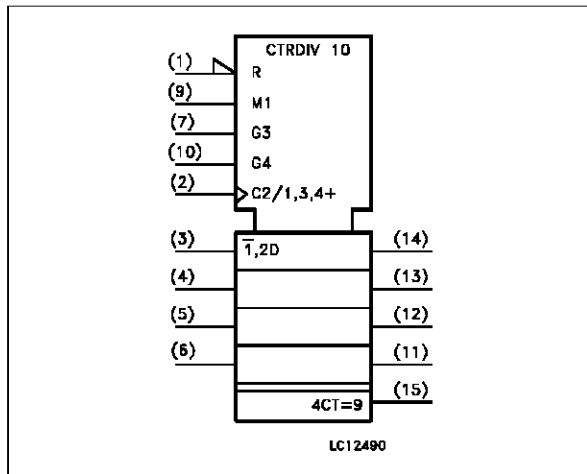 CTRDIV 10
(1) R
(9) M1
(7) G3
(10) G4
(2) C2/1,3,4+
(3) 1̅,2D (14)
(4) (13)
(5) (12)
(6) (11)
4CT=9 (15)
LC12490